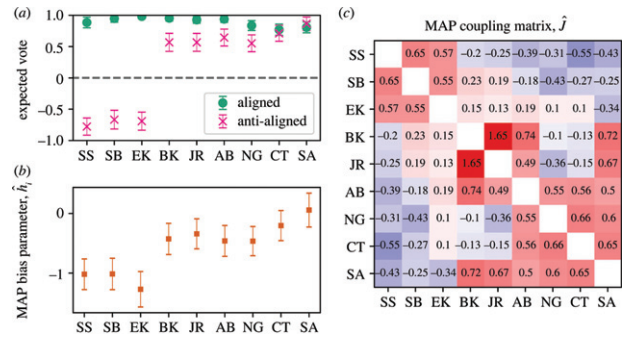 (a)
expected vote
1.0
0.5
0
-0.5
-1.0
aligned
anti-aligned
SS SB EK BK JR AB NG CT SA
(b)
MAP bias parameter, ĥi
0
-1
SS SB EK BK JR AB NG CT SA
(c)
MAP coupling matrix, Ĵ
SS 0.65 0.57 -0.2 -0.25 -0.39 -0.31 -0.55 -0.43
SB 0.65 0.55 0.23 0.19 -0.18 -0.43 -0.27 -0.25
EK 0.57 0.55 0.15 0.13 0.19 0.1 0.1 -0.34
BK -0.2 0.23 0.15 1.65 0.74 -0.1 -0.13 0.72
JR -0.25 0.19 0.13 1.65 0.49 -0.36 -0.15 0.67
AB -0.39 -0.18 0.19 0.74 0.49 0.55 0.56 0.5
NG -0.31 -0.43 0.1 -0.1 -0.36 0.55 0.66 0.6
CT -0.55 -0.27 0.1 -0.13 -0.15 0.56 0.66 0.65
SA -0.43 -0.25 -0.34 0.72 0.67 0.5 0.6 0.65
SS SB EK BK JR AB NG CT SA